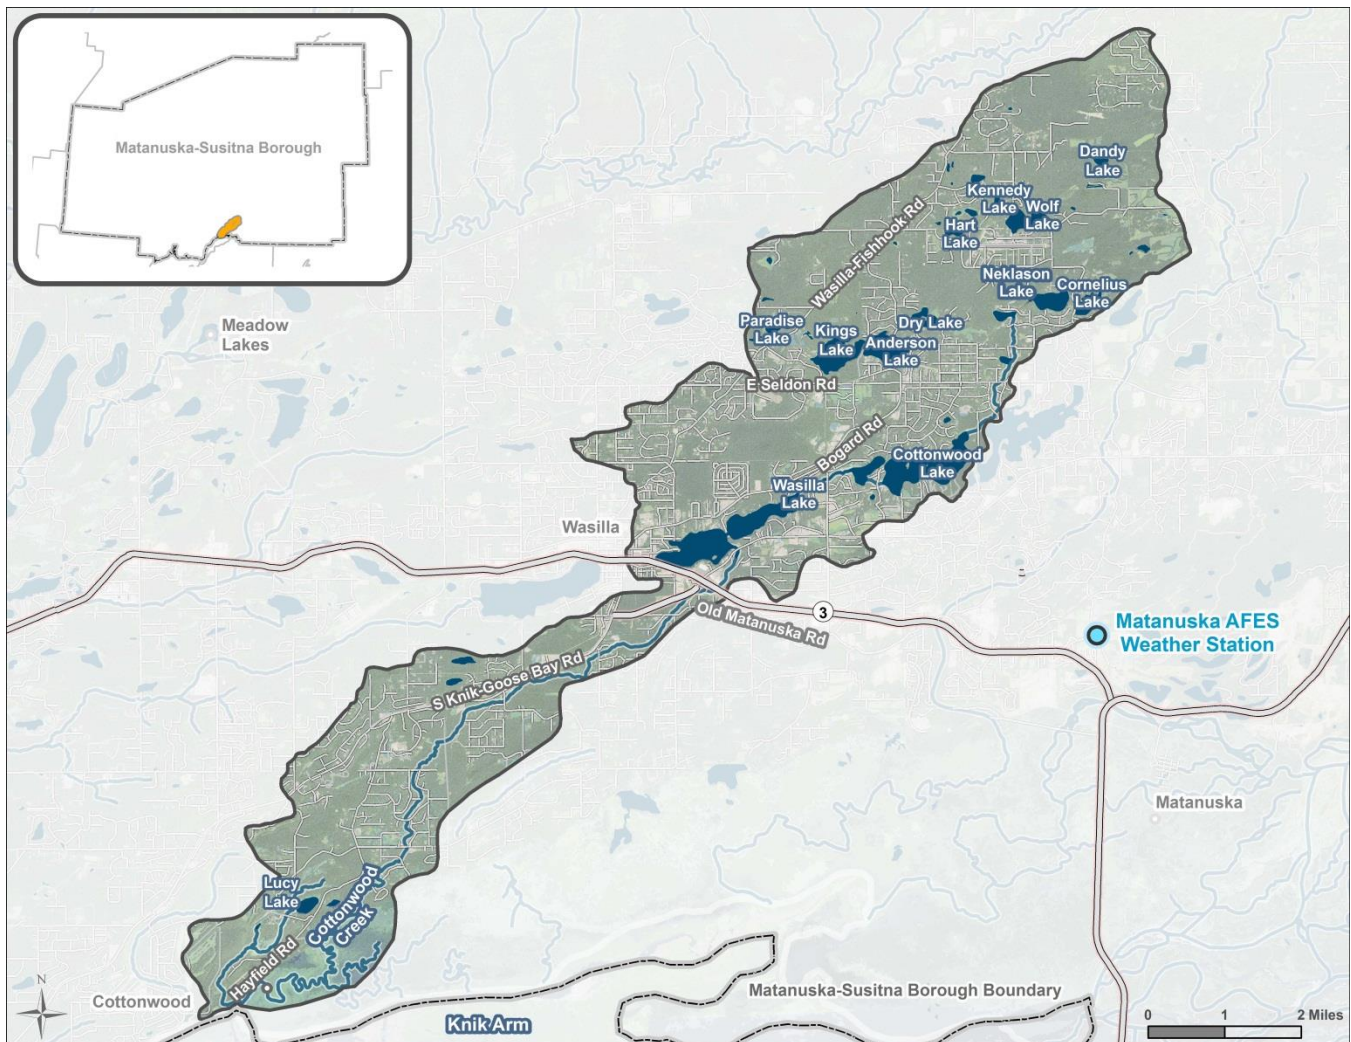 Matanuska-Susitna Borough
Dandy
Lake
Kennedy
Lake
Wolf
Lake
Hart
Lake
Wasilla-Fishhook Rd
Neklason
Lake
Cornelius
Lake
Meadow
Lakes
Paradise
Lake
Kings
Lake
Dry Lake
Anderson
Lake
E Seldon Rd
Bogard Rd
Cottonwood
Lake
Wasilla
Lake
Wasilla
Old Matanuska Rd
3
Matanuska AFES
Weather Station
S Knik-Goose Bay Rd
Matanuska
Lucy
Lake
Cottonwood
Creek
Hayfield Rd
Cottonwood
Matanuska-Susitna Borough Boundary
Knik Arm
N
0 1 2 Miles